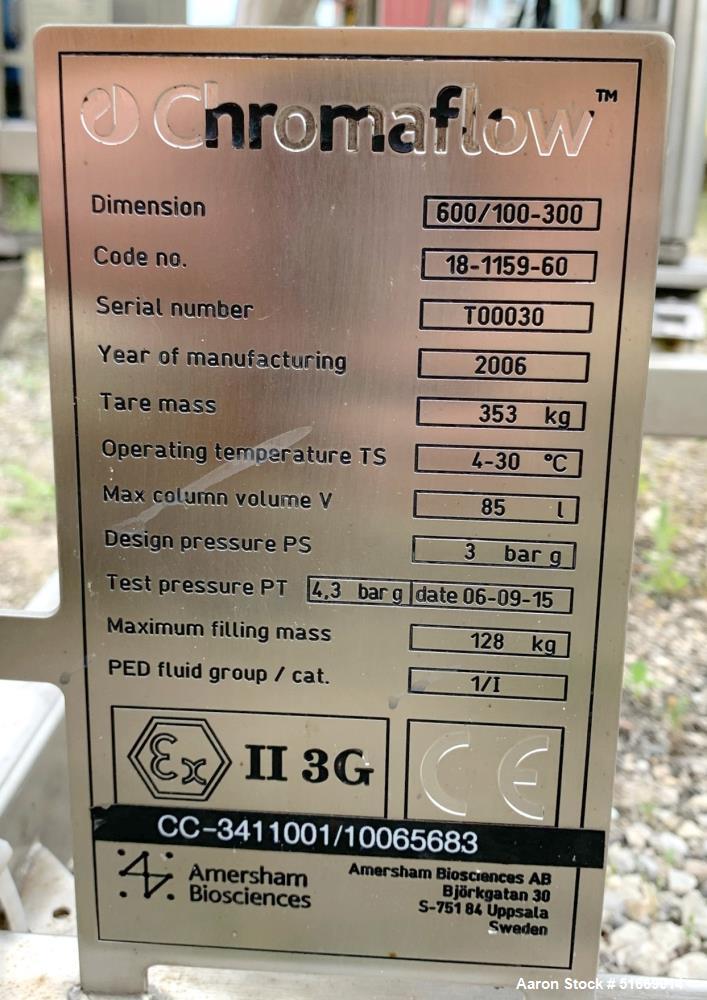 Chromaflow™
Dimension 600/100-300
Code no. 18-1159-60
Serial number T00030
Year of manufacturing 2006
Tare mass 353 kg
Operating temperature TS 4-30 °C
Max column volume V 85 l
Design pressure PS 3 bar g
Test pressure PT 4,3 bar g date 06-09-15
Maximum filling mass 128 kg
PED fluid group / cat. 1/I
Ex II 3G CE
CC-3411001/10065683
Amersham Biosciences
Amersham Biosciences AB
Björkgatan 30
S-751 84 Uppsala
Sweden
Aaron Stock #